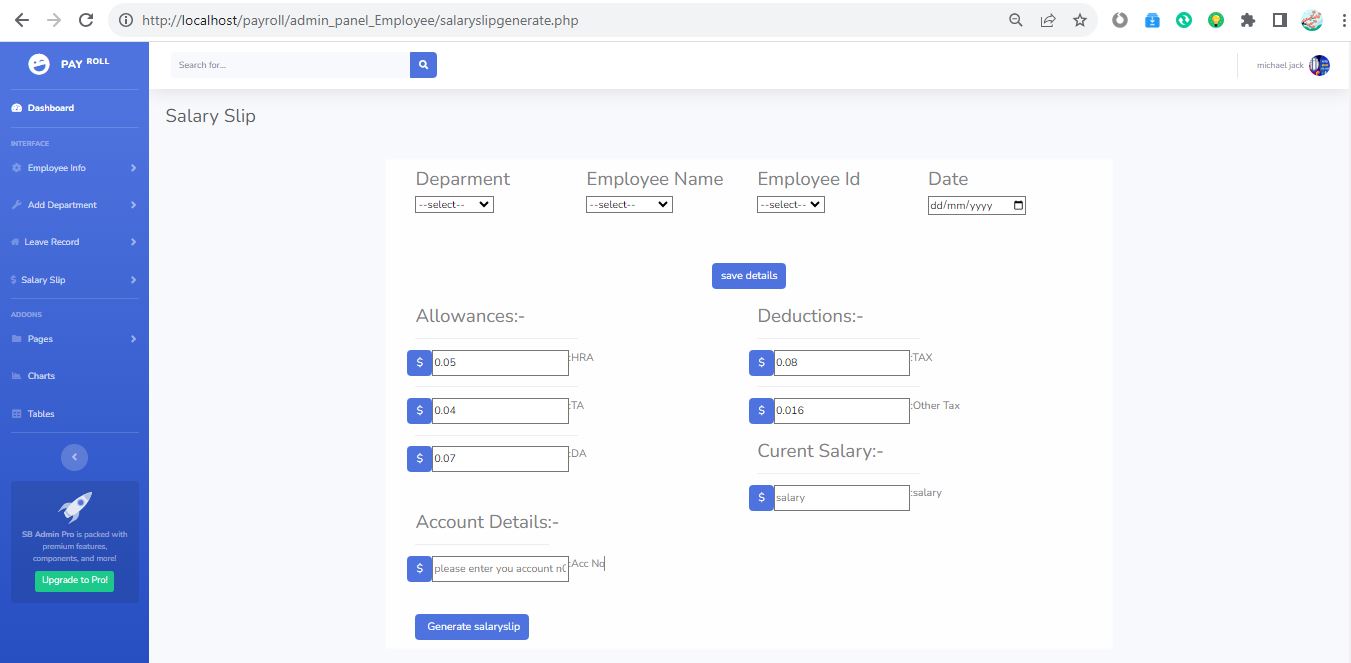 http://localhost/payroll/admin_panel_Employee/salaryslipgenerate.php
PAY ROLL
Search for...
michael jack
Dashboard
Salary Slip
INTERFACE
Employee Info
Add Department
Leave Record
Salary Slip
ADDONS
Pages
Charts
Tables
SB Admin Pro is packed with
premium features,
components, and more!
Upgrade to Pro!
Deparment Employee Name Employee Id Date
--select-- --select-- --select-- dd/mm/yyyy
save details
Allowances:- Deductions:-
$ 0.05 :HRA $ 0.08 :TAX
$ 0.04 :TA $ 0.016 :Other Tax
Curent Salary:-
$ 0.07 :DA
$ salary :salary
Account Details:-
$ please enter you account n0 :Acc No
Generate salaryslip